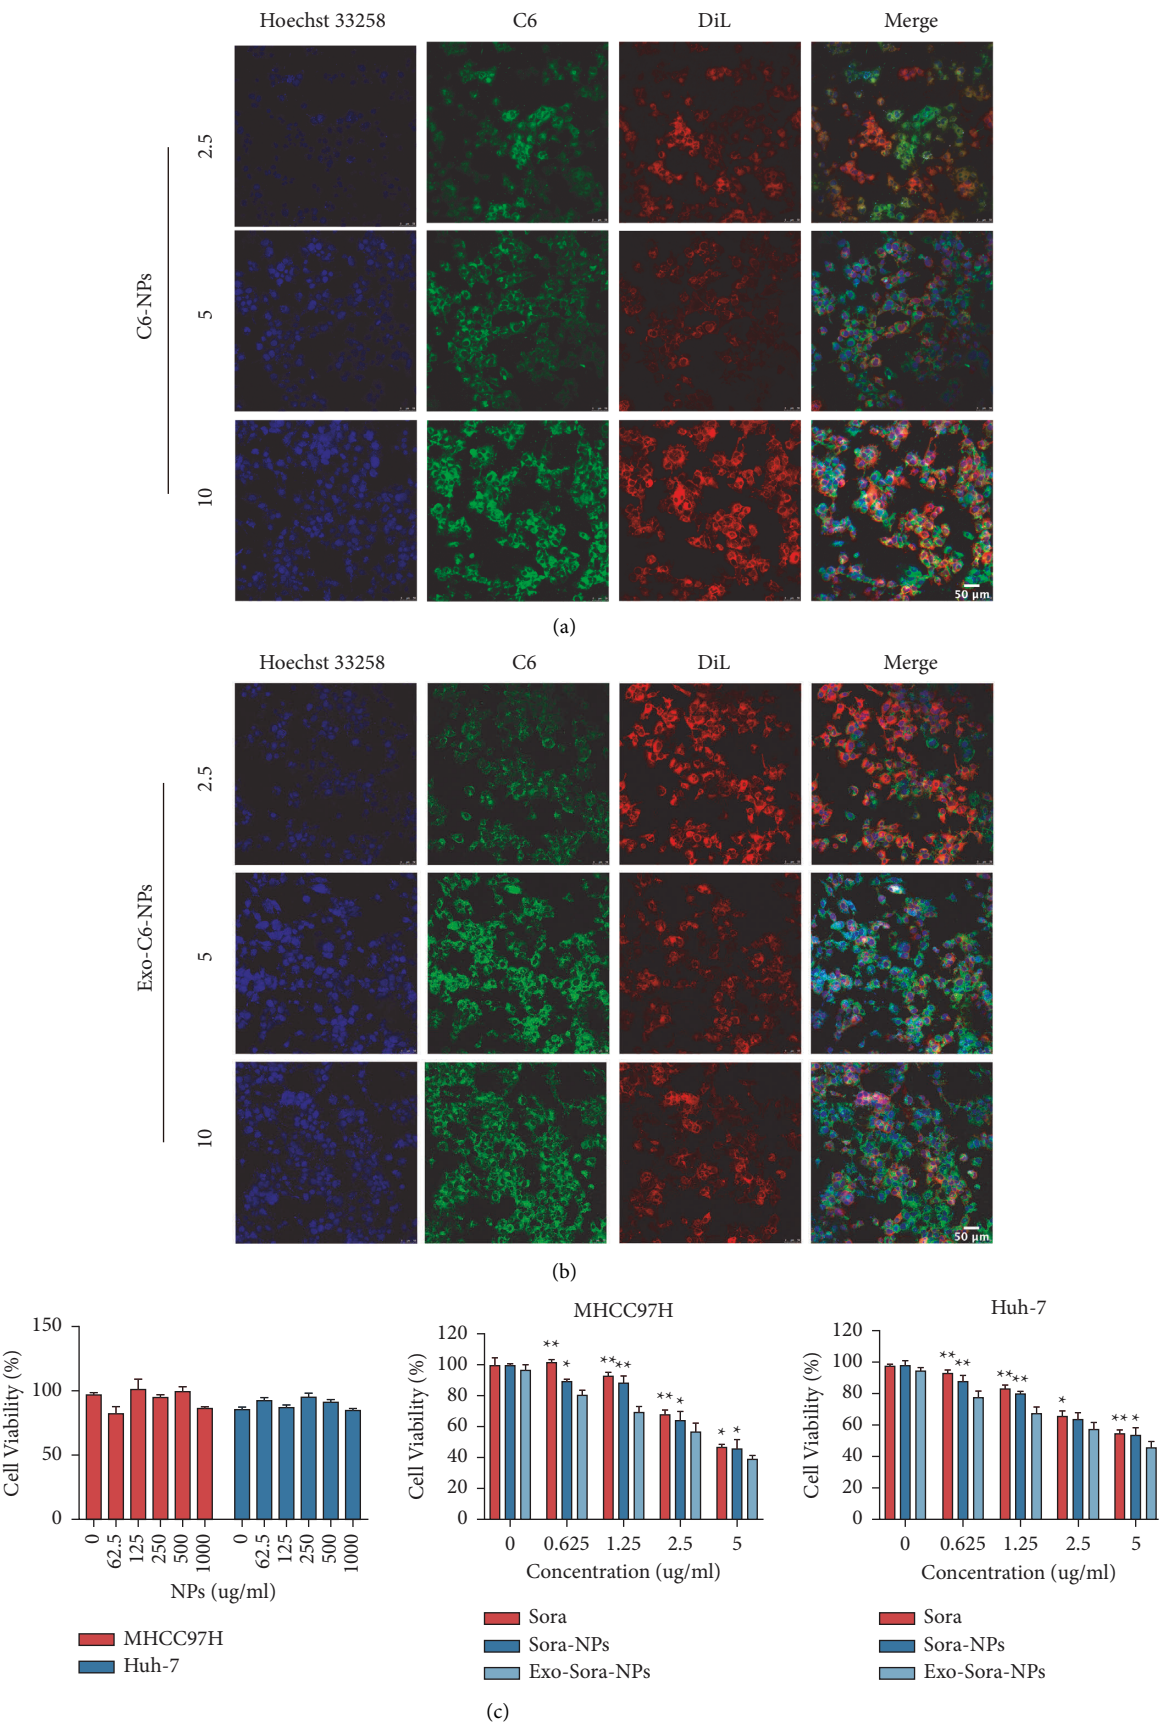 Hoechst 33258 C6 DiL Merge
C6-NPs
2.5
5
10
50 µm
(a)
Hoechst 33258 C6 DiL Merge
Exo-C6-NPs
2.5
5
10
50 µm
(b)
150
100
50
0
Cell Viability (%)
0 62.5 125 250 500 1000 0 62.5 125 250 500 1000
NPs (ug/ml)
MHCC97H
Huh-7
MHCC97H
120
100
80
60
40
20
0
Cell Viability (%)
** *
** **
** *
* *
0 0.625 1.25 2.5 5
Concentration (ug/ml)
Sora
Sora-NPs
Exo-Sora-NPs
Huh-7
120
100
80
60
40
20
0
Cell Viability (%)
** **
** **
*
** *
0 0.625 1.25 2.5 5
Concentration (ug/ml)
Sora
Sora-NPs
Exo-Sora-NPs
(c)